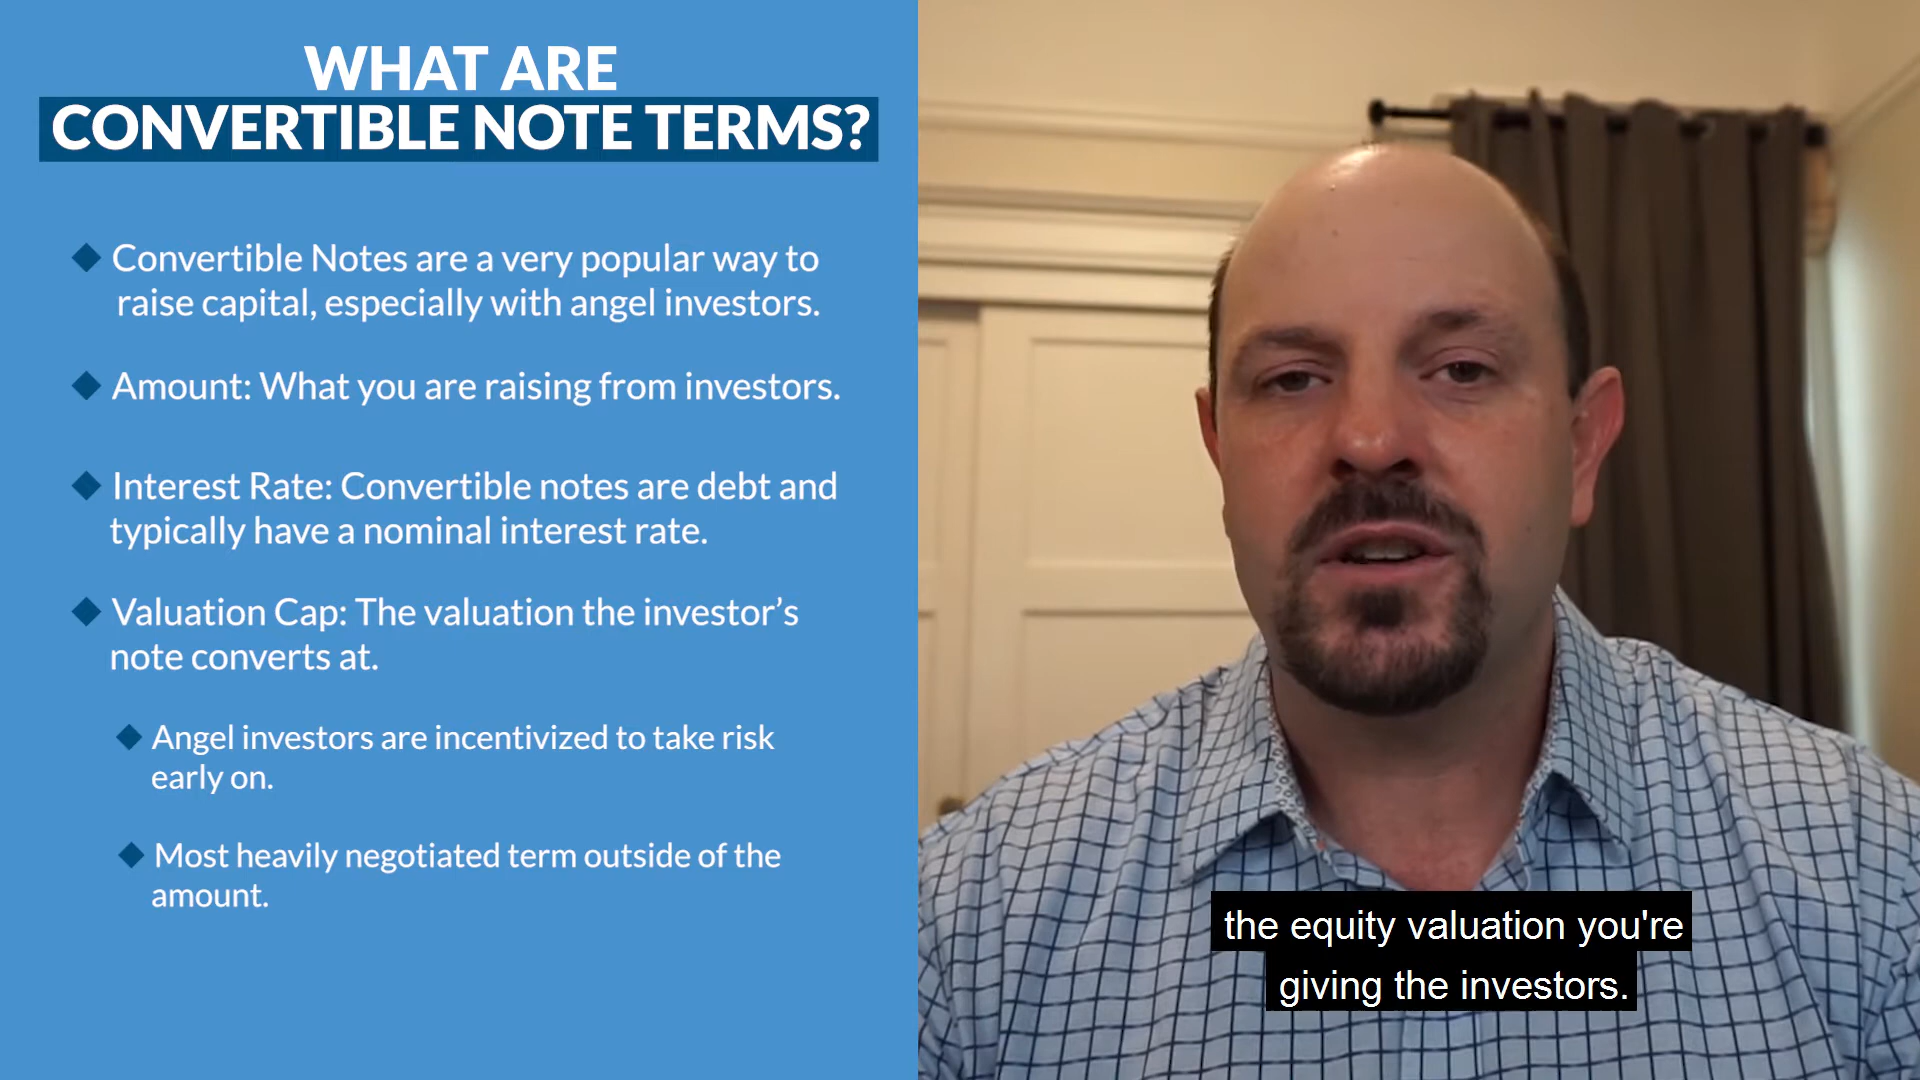 WHAT ARE
CONVERTIBLE NOTE TERMS?
Convertible Notes are a very popular way to
raise capital, especially with angel investors.
Amount: What you are raising from investors.
Interest Rate: Convertible notes are debt and
typically have a nominal interest rate.
Valuation Cap: The valuation the investor’s
note converts at.
Angel investors are incentivized to take risk
early on.
Most heavily negotiated term outside of the
amount.
the equity valuation you're
giving the investors.